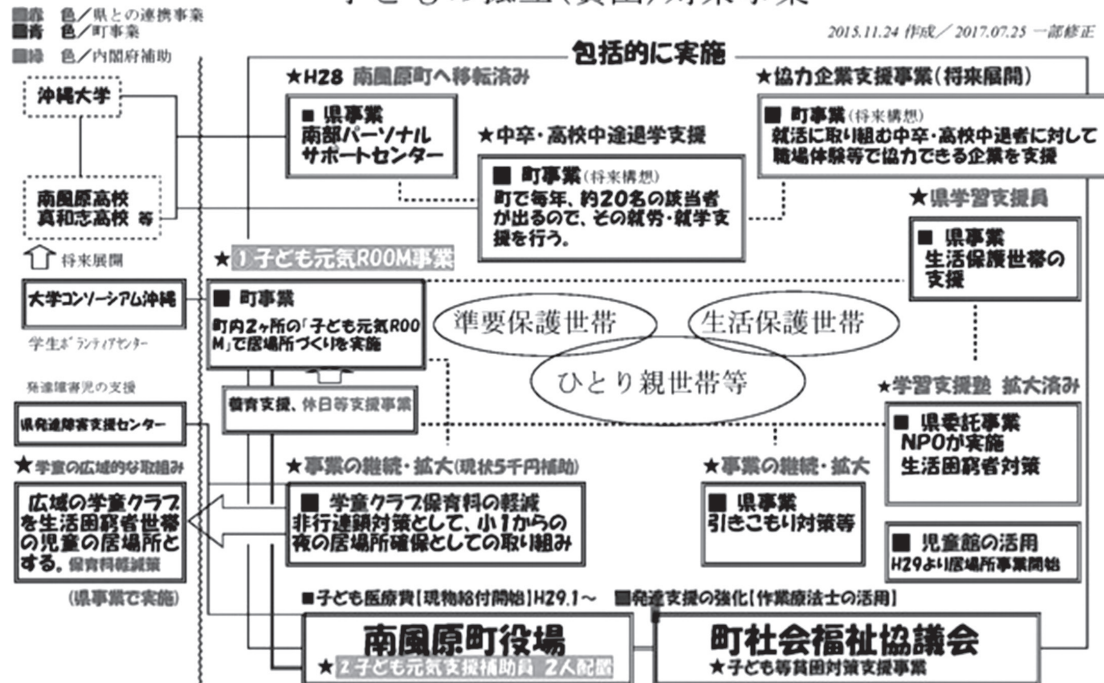 子どもの孤立(貧困)対策事業
■赤 色／県との連携事業
■青 色／町事業
■緑 色／内閣府補助
2015.11.24 作成／2017.07.25 一部修正
包括的に実施
沖縄大学
南風原高校
真和志高校 等
将来展開
大学コンソーシアム沖縄
学生ボランティアセンター
発達障害児の支援
県発達障害支援センター
★学童の広域的な取組み
広域の学童クラブ
を生活困窮者世帯
の児童の居場所と
する。保育料軽減策
(県事業で実施)
★H28 南風原町へ移転済み
■ 県事業
南部パーソナル
サポートセンター
★中卒・高校中途退学支援
■ 町事業(将来構想)
町で毎年、約20名の該当者
が出るので、その就労・就学支
援を行う。
★協力企業支援事業(将来展開)
■ 町事業(将来構想)
就活に取り組む中卒・高校中退者に対して
職場体験等で協力できる企業を支援
★県学習支援員
■ 県事業
生活保護世帯の
支援
★1 子ども元気ROOM事業
■ 町事業
町内2ヶ所の「子ども元気ROO
M」で居場所づくりを実施
養育支援、休日等支援事業
準要保護世帯
生活保護世帯
ひとり親世帯等
★学習支援塾 拡大済み
■ 県委託事業
NPOが実施
生活困窮者対策
★事業の継続・拡大(現状5千円補助)
■ 学童クラブ保育料の軽減
非行連鎖対策として、小1からの
夜の居場所確保としての取り組み
★事業の継続・拡大
■ 県事業
引きこもり対策等
■ 児童館の活用
H29より居場所事業開始
■子ども医療費【現物給付開始】H29.1～
■発達支援の強化【作業療法士の活用】
南風原町役場
★2 子ども元気支援補助員 2人配置
町社会福祉協議会
★子ども等貧困対策支援事業